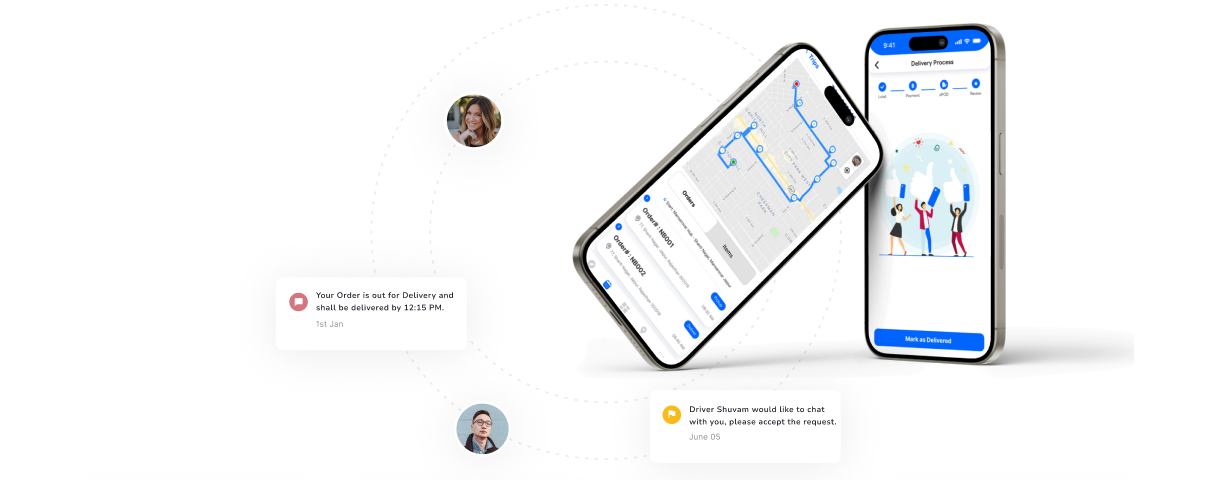 Trips
Orders
Items
Order# : NB001
Order# : NB002
9:41
Delivery Process
Load
Payment
ePOD
Review
Mark as Delivered
Your Order is out for Delivery and
shall be delivered by 12:15 PM.
1st Jan
Driver Shuvam would like to chat
with you, please accept the request.
June 05